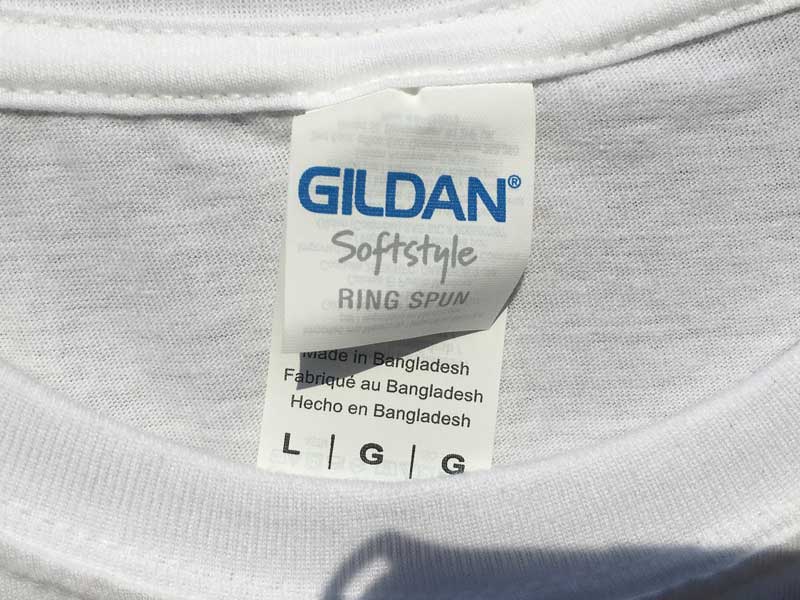 GILDAN®
Softstyle
RING SPUN
Made in Bangladesh
Fabriqué au Bangladesh
Hecho en Bangladesh
L | G | G